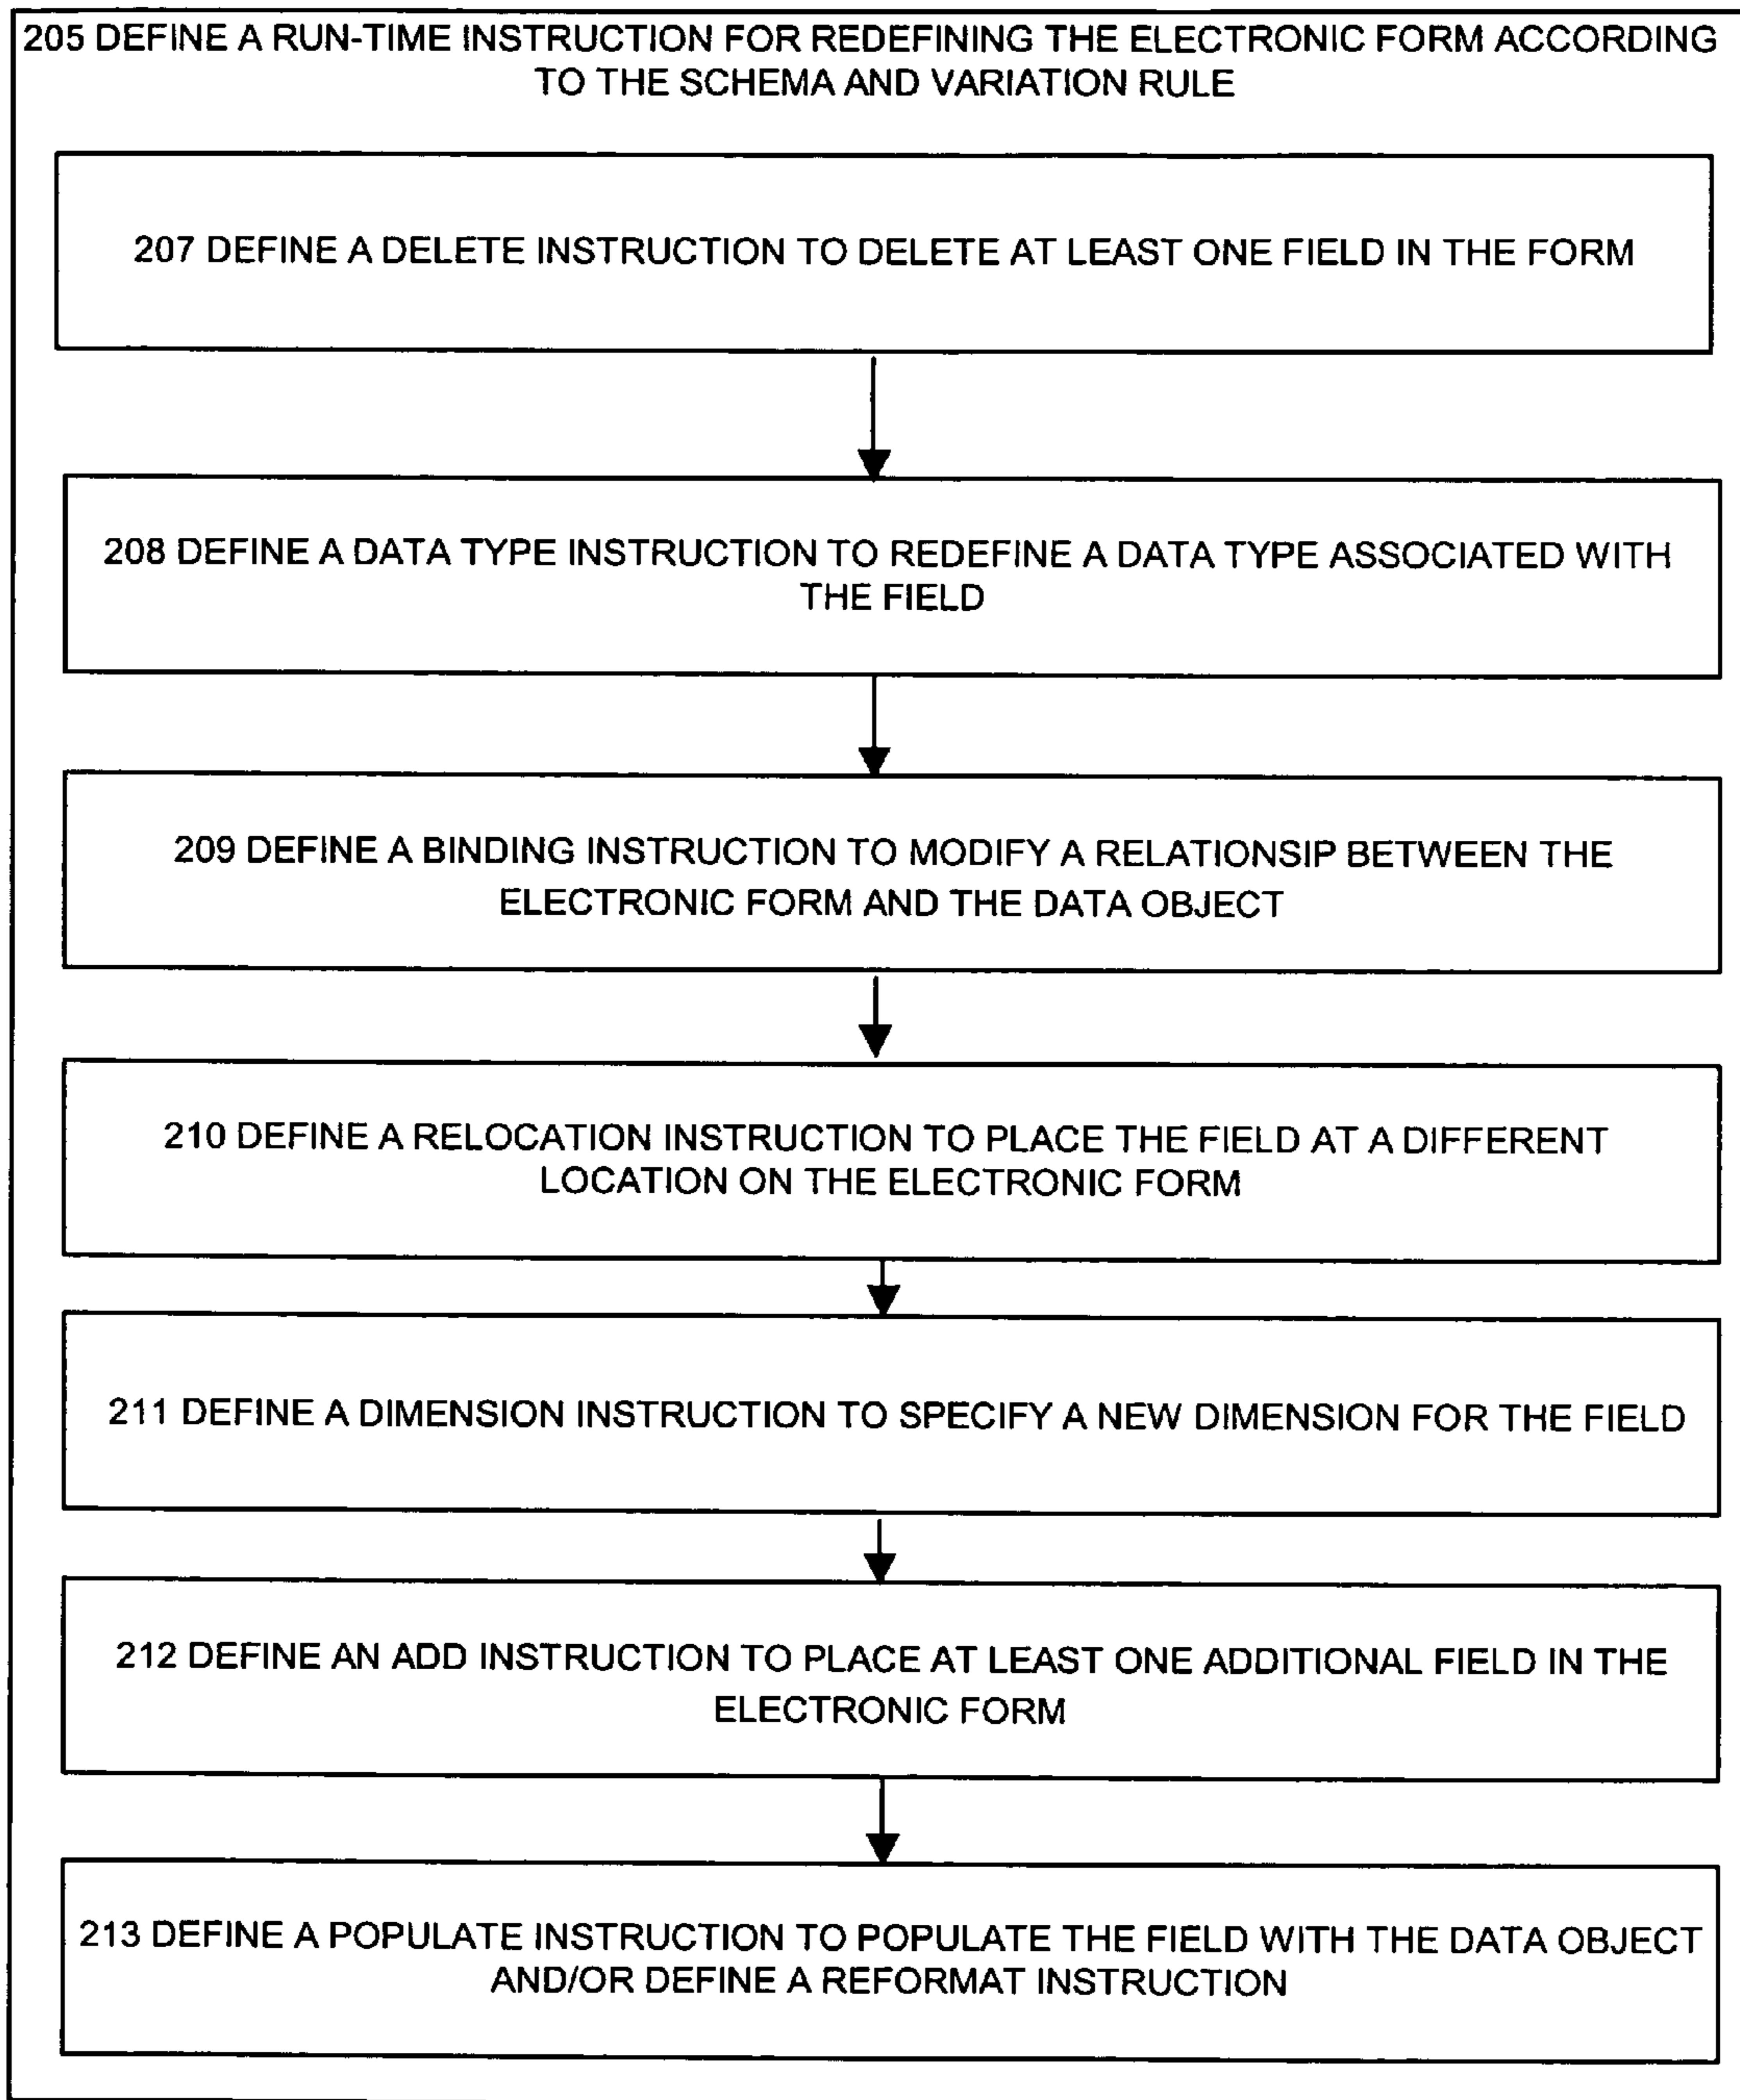 205 DEFINE A RUN-TIME INSTRUCTION FOR REDEFINING THE ELECTRONIC FORM ACCORDING
TO THE SCHEMA AND VARIATION RULE
207 DEFINE A DELETE INSTRUCTION TO DELETE AT LEAST ONE FIELD IN THE FORM
208 DEFINE A DATA TYPE INSTRUCTION TO REDEFINE A DATA TYPE ASSOCIATED WITH
THE FIELD
209 DEFINE A BINDING INSTRUCTION TO MODIFY A RELATIONSIP BETWEEN THE
ELECTRONIC FORM AND THE DATA OBJECT
210 DEFINE A RELOCATION INSTRUCTION TO PLACE THE FIELD AT A DIFFERENT
LOCATION ON THE ELECTRONIC FORM
211 DEFINE A DIMENSION INSTRUCTION TO SPECIFY A NEW DIMENSION FOR THE FIELD
212 DEFINE AN ADD INSTRUCTION TO PLACE AT LEAST ONE ADDITIONAL FIELD IN THE
ELECTRONIC FORM
213 DEFINE A POPULATE INSTRUCTION TO POPULATE THE FIELD WITH THE DATA OBJECT
AND/OR DEFINE A REFORMAT INSTRUCTION